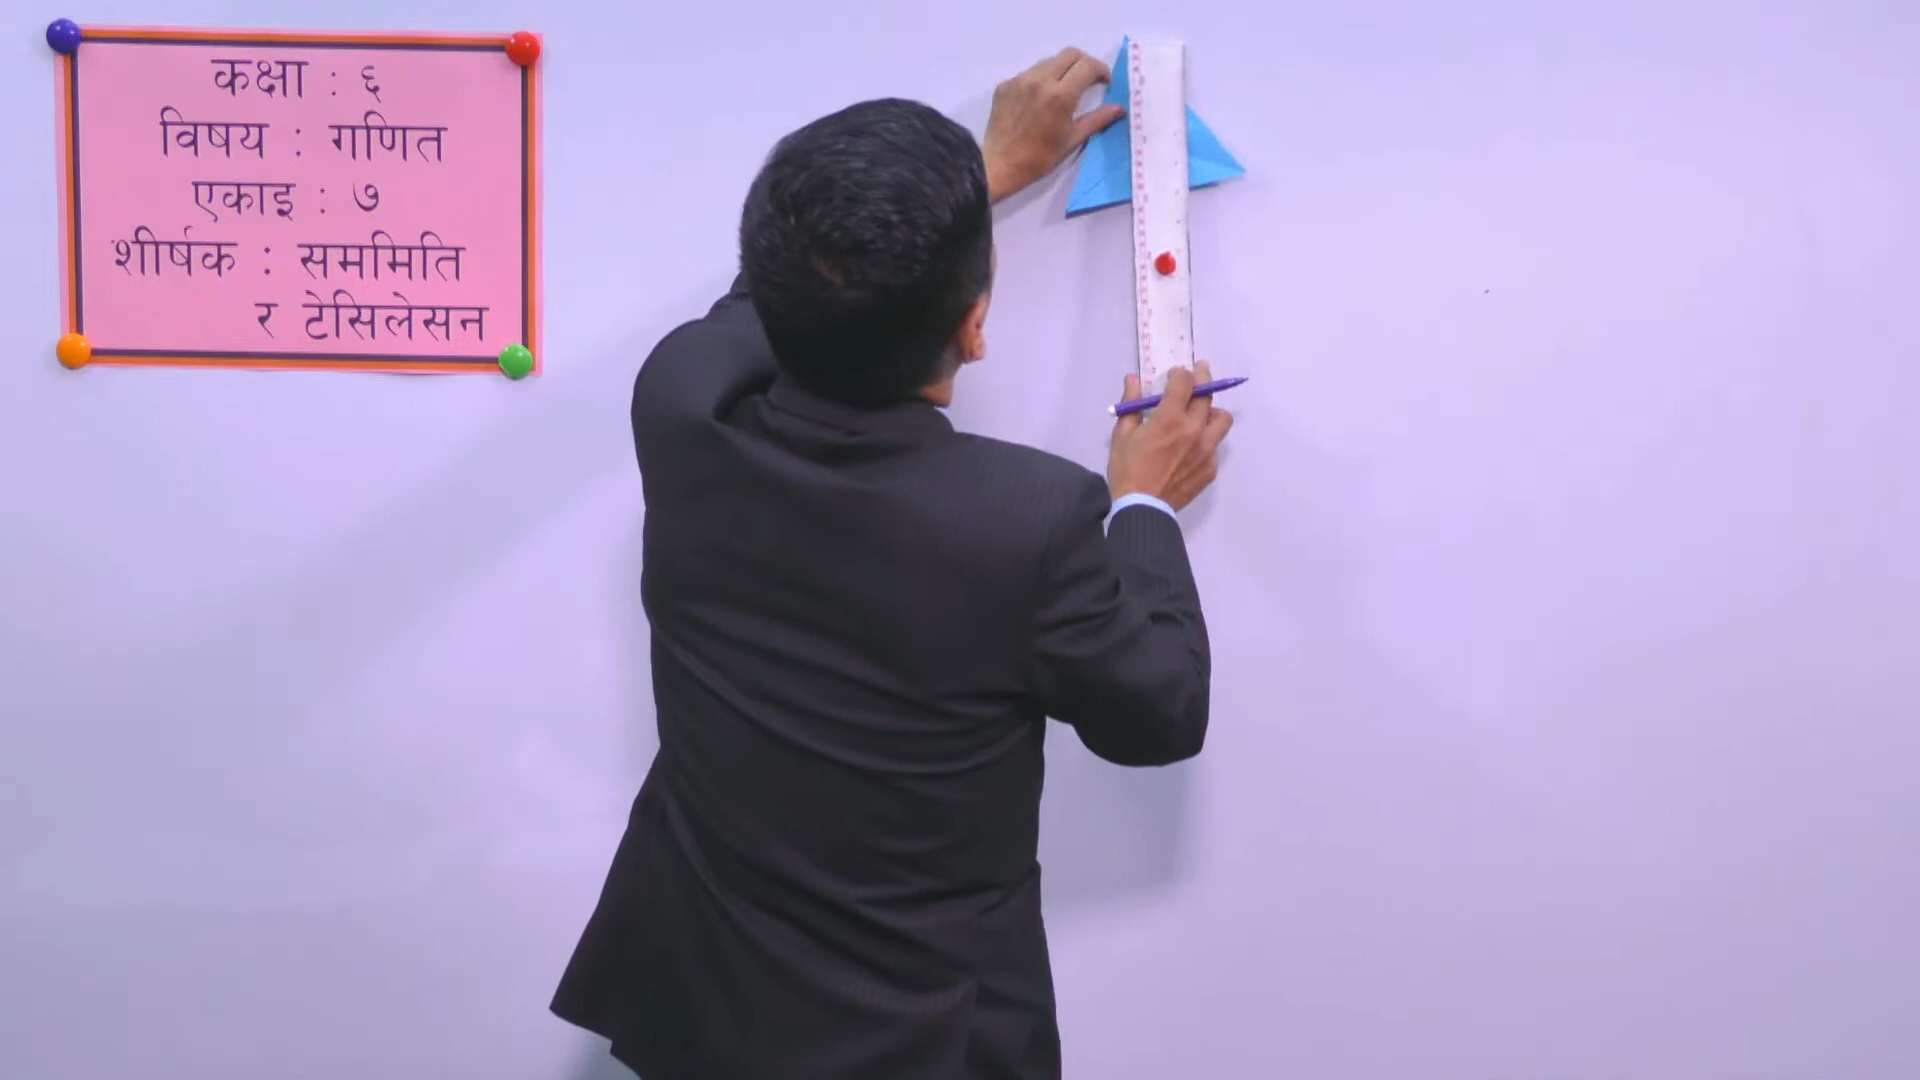 कक्षा : ६
विषय : गणित
एकाइ : ७
शीर्षक : सममिति
र टेसिलेसन